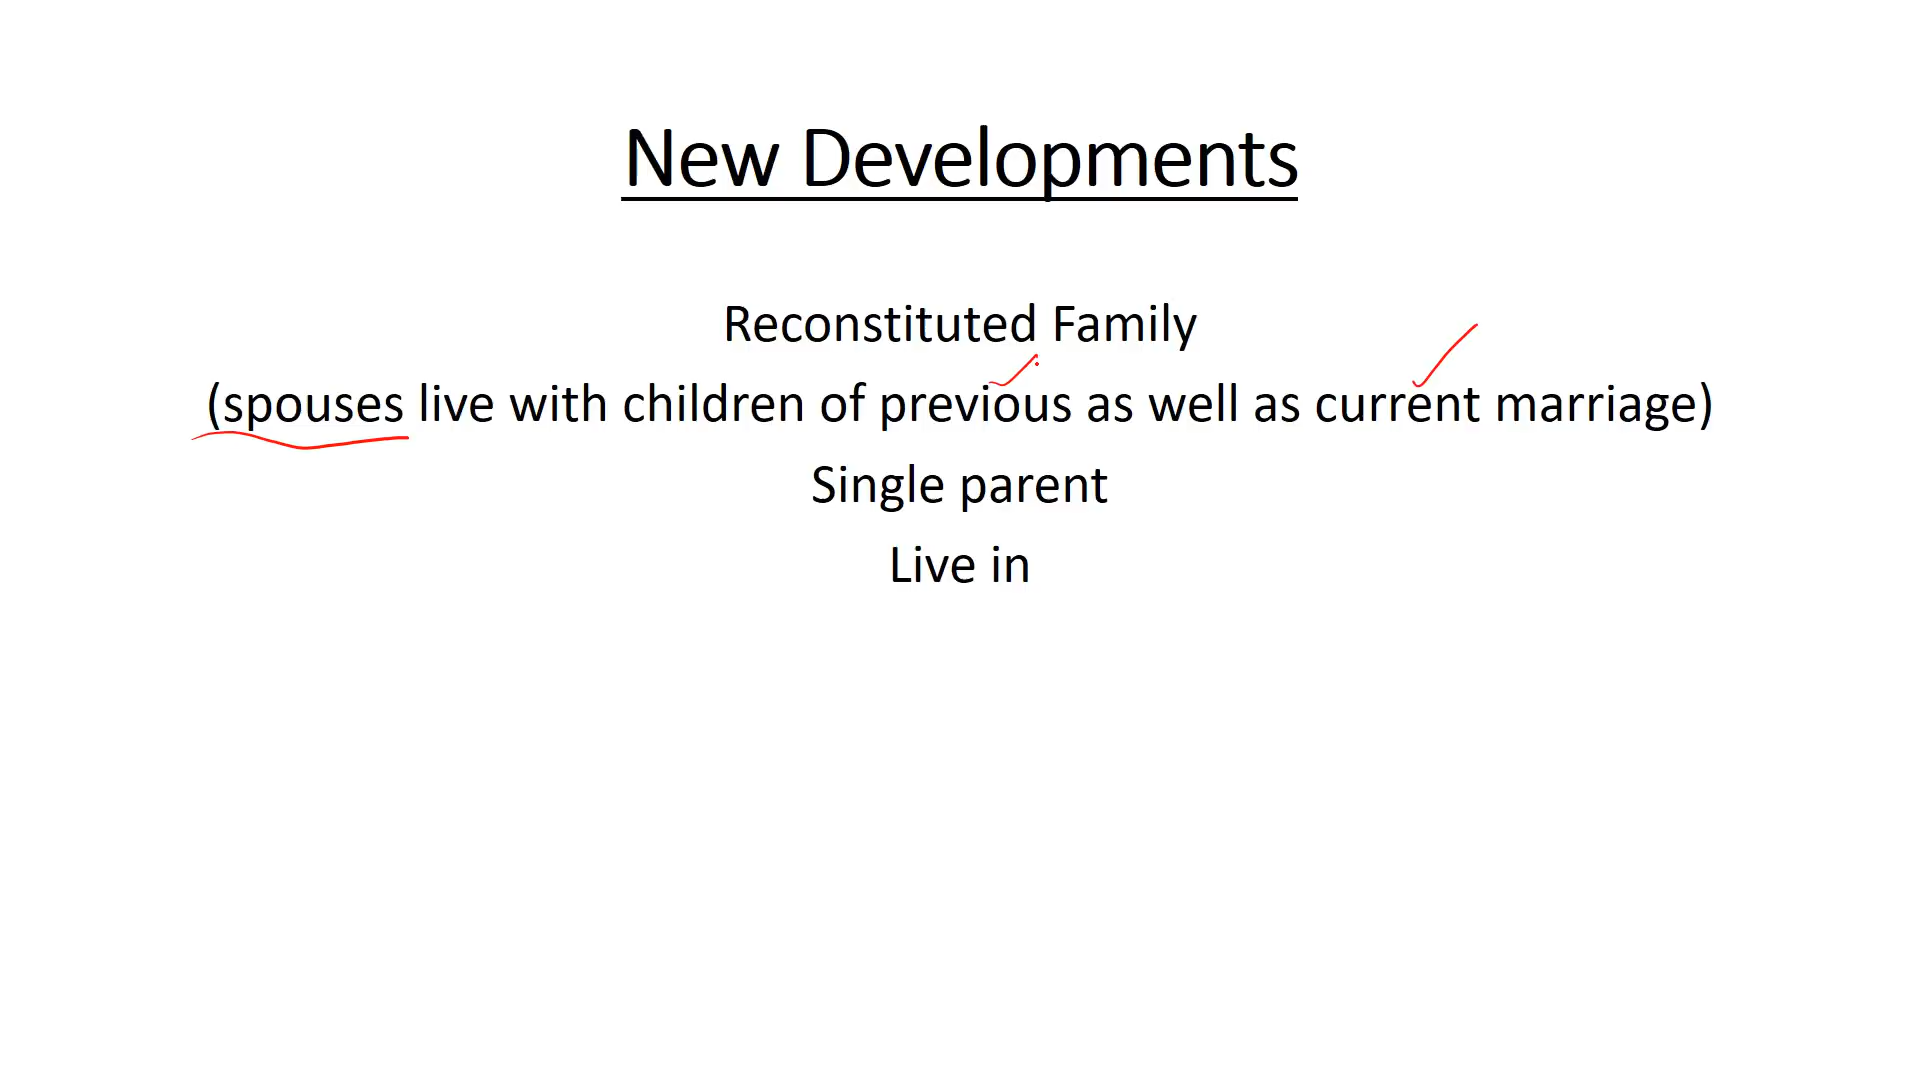 New Developments
Reconstituted Family
(spouses live with children of previous as well as current marriage)
Single parent
Live in